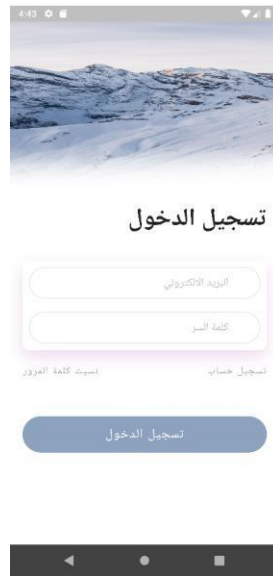 4:43
تسجيل الدخول
البريد الالكتروني
كلمة السر
تسجيل حساب
نسيت كلمة المرور
تسجيل الدخول